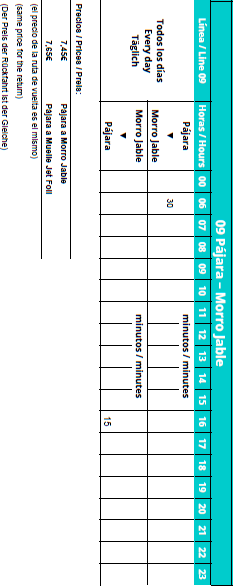 09 Pájara – Morro Jable
Línea / Line 09 Horas / Hours 00 06 07 08 09 10 11 12 13 14 15 16 17 18 19 20 21 22 23
Todos los días
Every day
Täglich
Pájara
▼
Morro Jable
30
minutos / minutes
Morro Jable
▼
Pájara
minutos / minutes
15
Precios / Prices / Preis:
7,45€ Pájara a Morro Jable
7,65€ Pájara a Muelle Jet Foil
(el precio de la ruta de vuelta es el mismo)
(same price for the return)
(Der Preis der Rückfahrt ist der Gleiche)